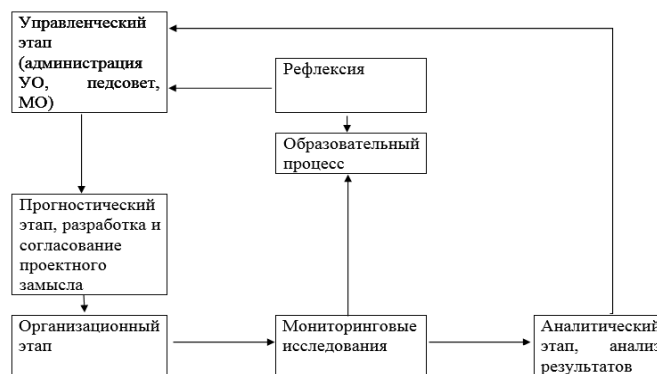 Управленческий
этап
(администрация
УО, педсовет,
МО)
Рефлексия
Образовательный
процесс
Прогностический
этап, разработка и
согласование
проектного
замысла
Организационный
этап
Мониторинговые
исследования
Аналитический
этап, анализ
результатов